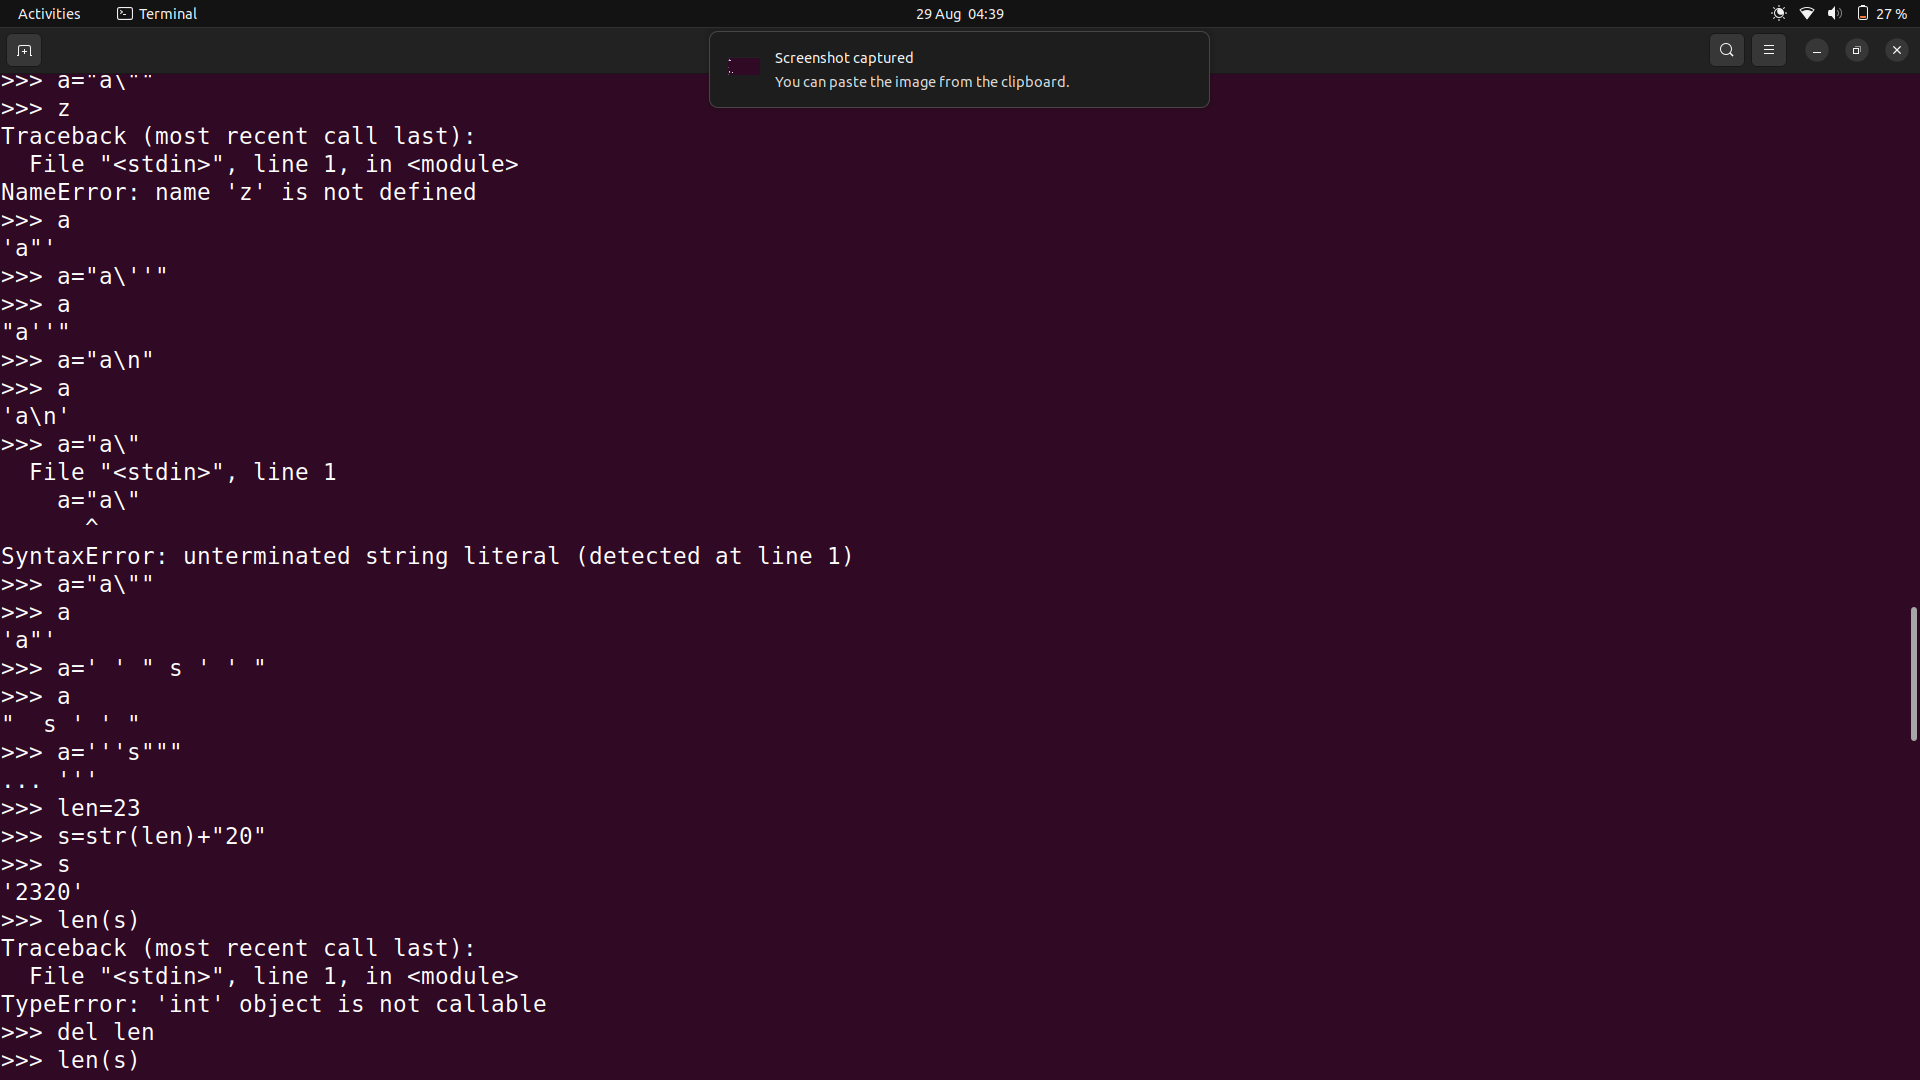 Activities Terminal 29 Aug 04:39 27 %
Screenshot captured
You can paste the image from the clipboard.
>>> a="a\""
>>> z
Traceback (most recent call last):
  File "<stdin>", line 1, in <module>
NameError: name 'z' is not defined
>>> a
'a"'
>>> a="a\''"
>>> a
"a''"
>>> a="a\n"
>>> a
'a\n'
>>> a="a\"
  File "<stdin>", line 1
    a="a\"
      ^
SyntaxError: unterminated string literal (detected at line 1)
>>> a="a\""
>>> a
'a"'
>>> a=' ' " s ' ' "
>>> a
"  s ' ' "
>>> a='''s"""
... '''
>>> len=23
>>> s=str(len)+"20"
>>> s
'2320'
>>> len(s)
Traceback (most recent call last):
  File "<stdin>", line 1, in <module>
TypeError: 'int' object is not callable
>>> del len
>>> len(s)